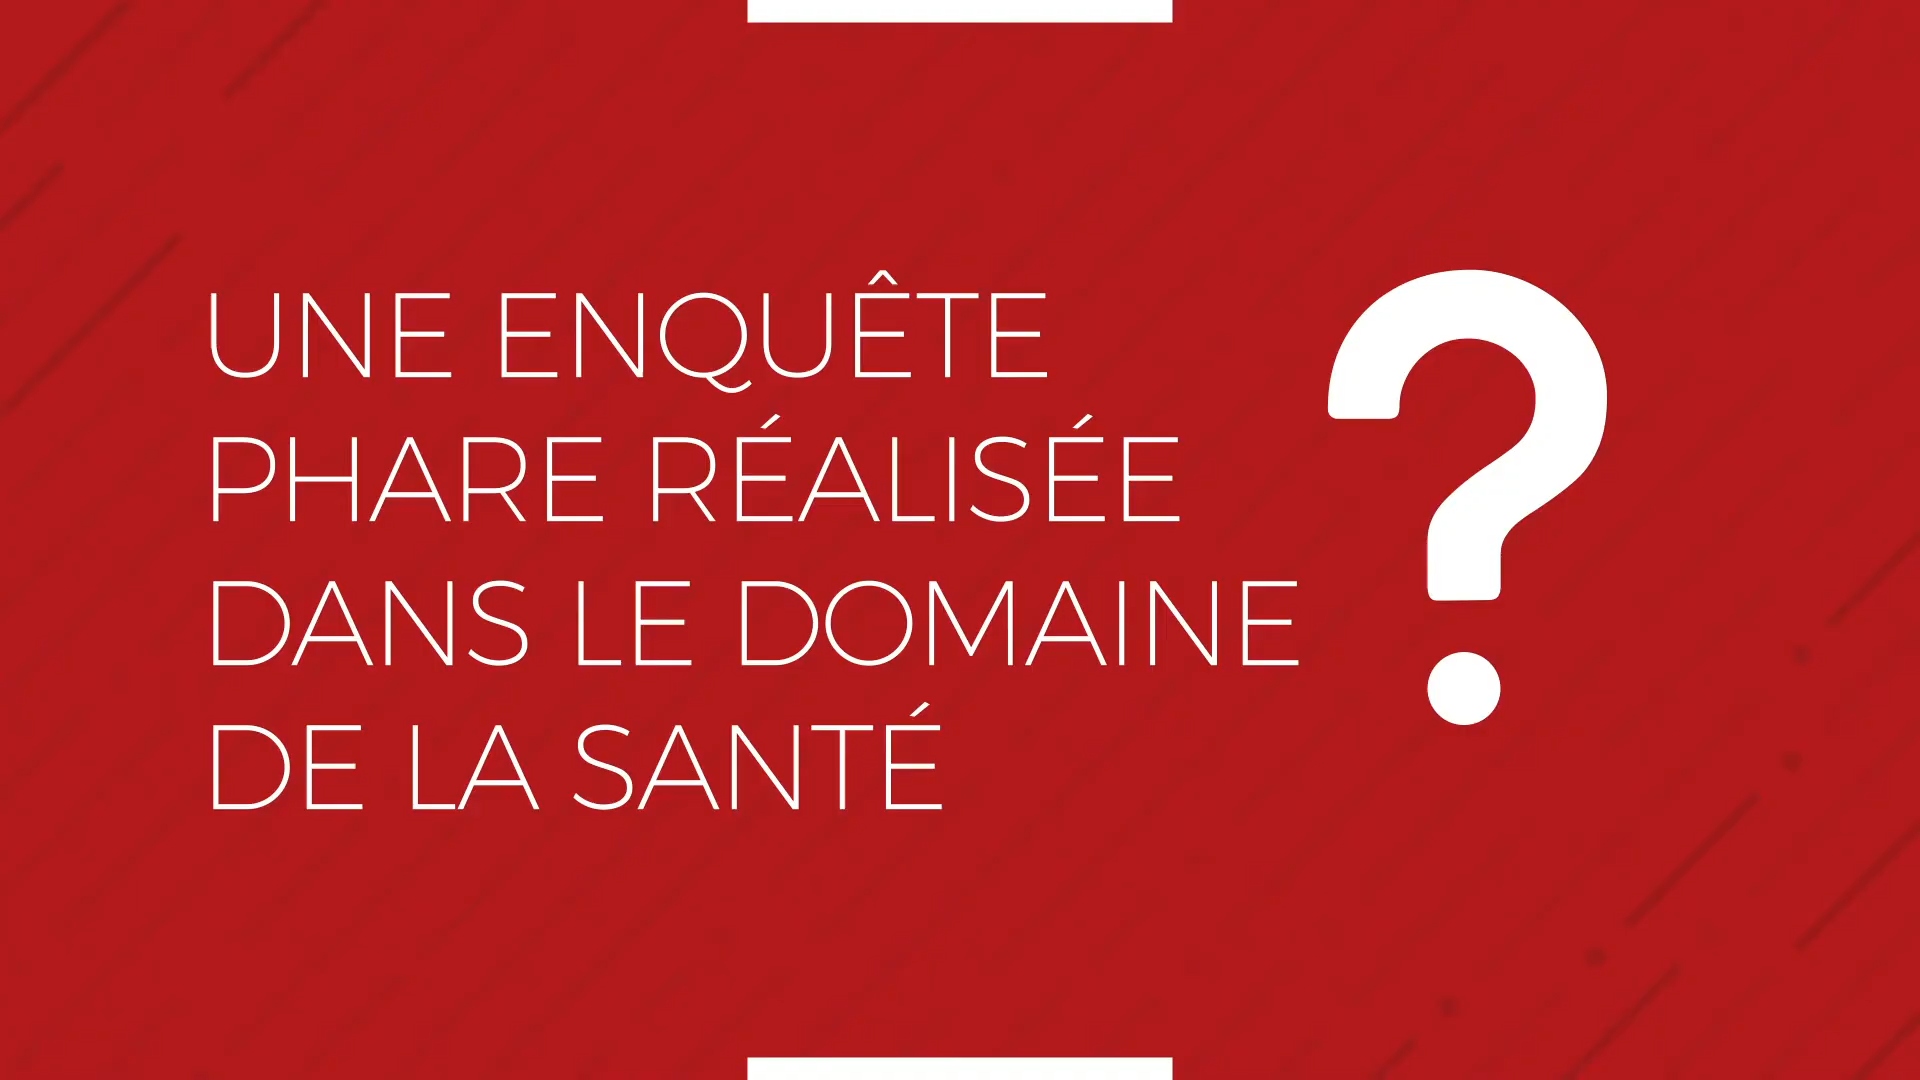 UNE ENQUÊTE
PHARE RÉALISÉE
DANS LE DOMAINE
DE LA SANTÉ
?